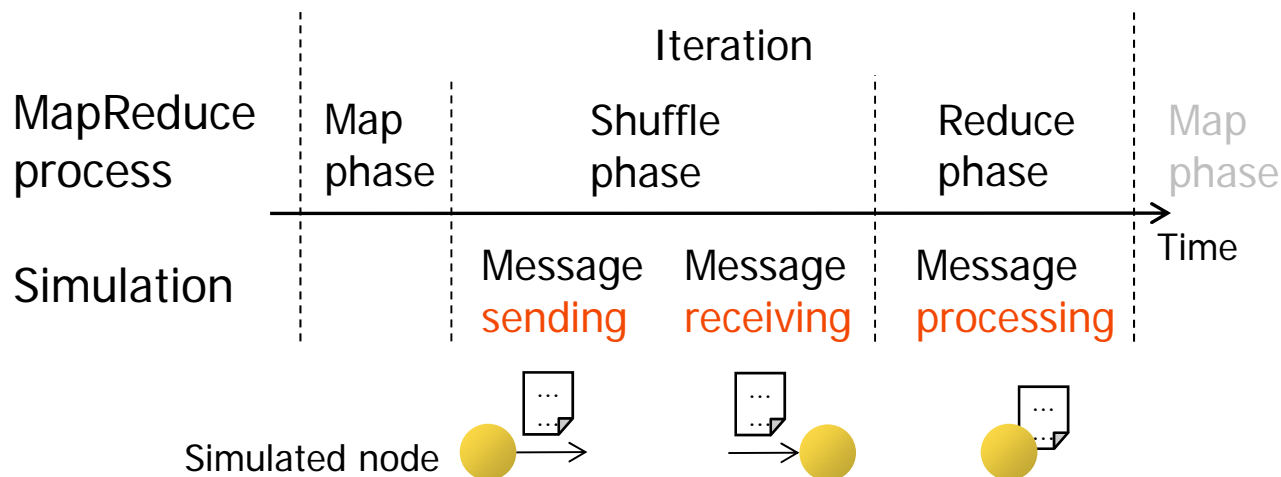 Iteration
MapReduce
process
Map
phase
Shuffle
phase
Reduce
phase
Map
phase
Time
Simulation
Message
sending
Message
receiving
Message
processing
...
...
...
...
...
...
Simulated node